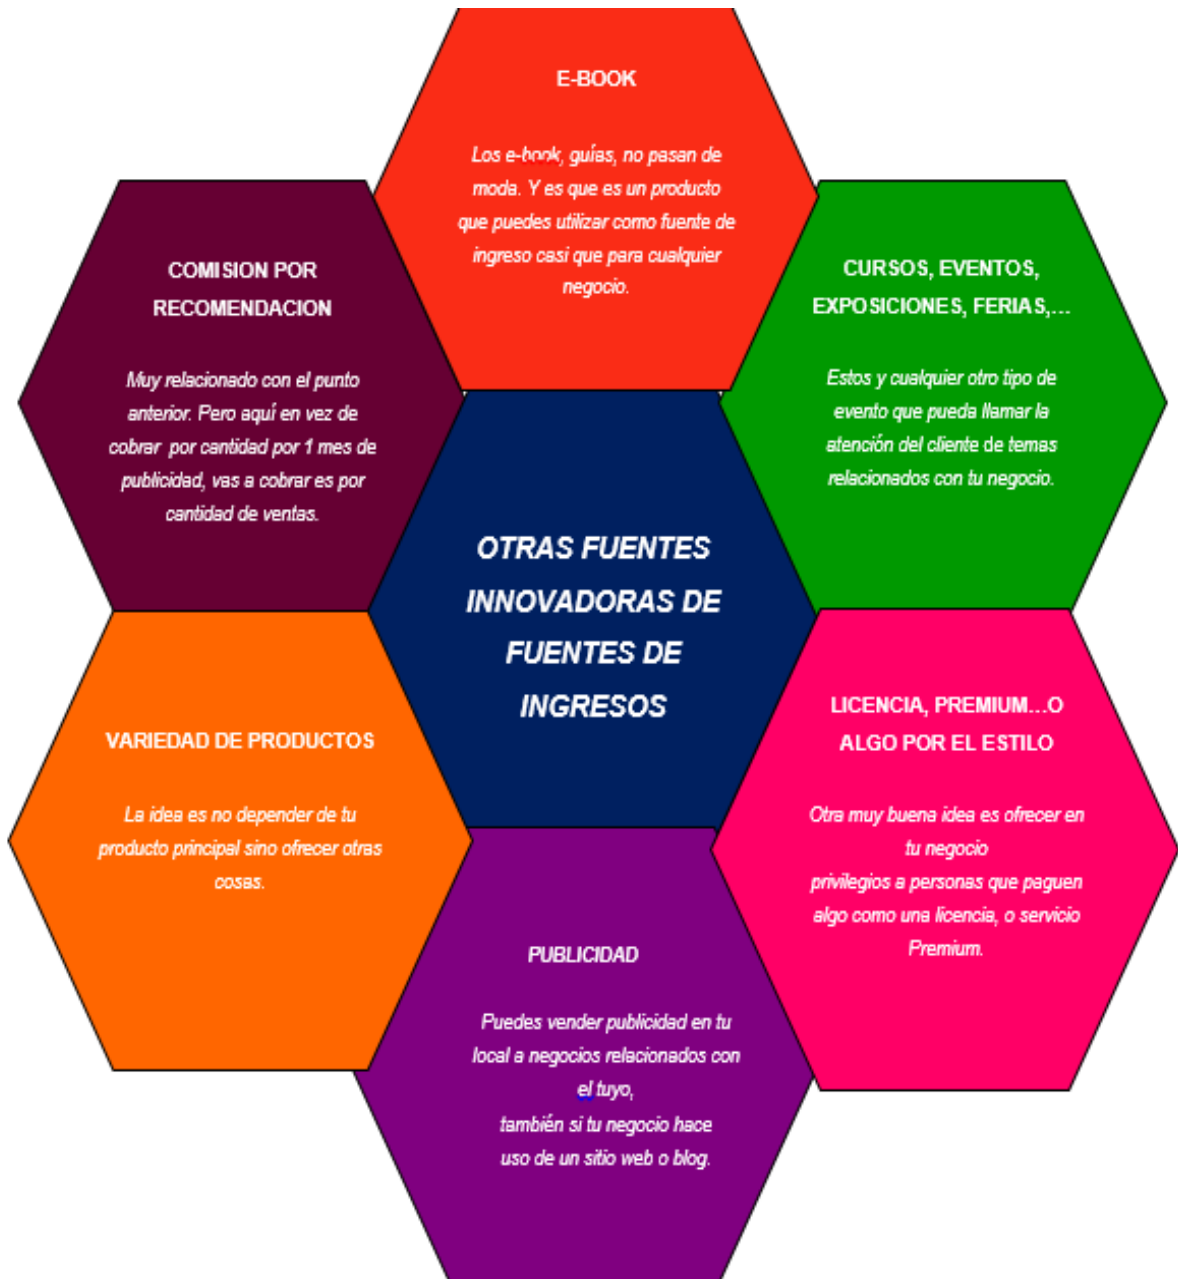 E-BOOK
Los e-book, guías, no pasan de
moda. Y es que es un producto
que puedes utilizar como fuente de
ingreso casi que para cualquier
negocio.
COMISION POR
RECOMENDACION
Muy relacionado con el punto
anterior. Pero aquí en vez de
cobrar por cantidad por 1 mes de
publicidad, vas a cobrar es por
cantidad de ventas.
CURSOS, EVENTOS,
EXPOSICIONES, FERIAS,...
Estos y cualquier otro tipo de
evento que pueda llamar la
atención del cliente de temas
relacionados con tu negocio.
OTRAS FUENTES
INNOVADORAS DE
FUENTES DE
INGRESOS
VARIEDAD DE PRODUCTOS
La idea es no depender de tu
producto principal sino ofrecer otras
cosas.
LICENCIA, PREMIUM...O
ALGO POR EL ESTILO
Otra muy buena idea es ofrecer en
tu negocio
privilegios a personas que paguen
algo como una licencia, o servicio
Premium.
PUBLICIDAD
Puedes vender publicidad en tu
local a negocios relacionados con
el tuyo,
también si tu negocio hace
uso de un sitio web o blog.